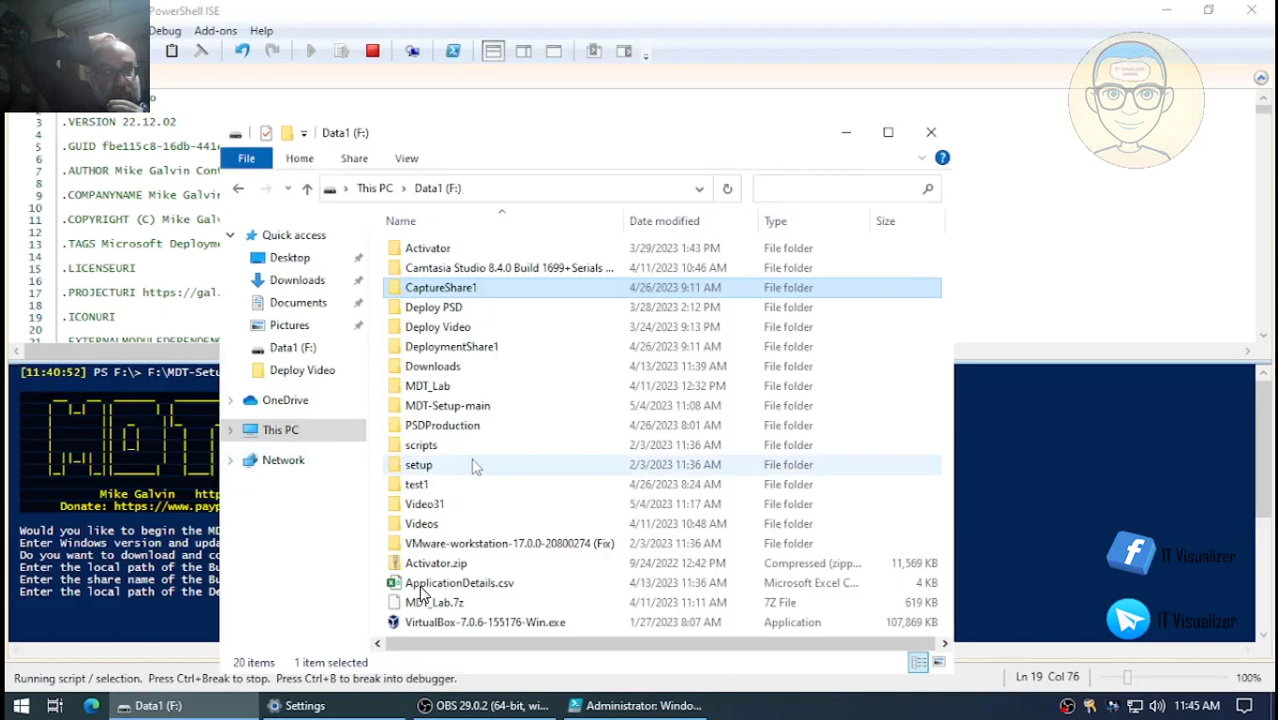 PowerShell ISE
Debug Add-ons Help
IT VISUALIZER
3 .VERSION 22.12.02
4
5 .GUID fbe115c8-16db-441e
6
7 .AUTHOR Mike Galvin Con
8
9 .COMPANYNAME Mike Galvi
10
11 .COPYRIGHT (C) Mike Gal
12
13 .TAGS Microsoft Deploym
14
15 .LICENSEURI
16
17 .PROJECTURI https://gal
18
19 .ICONURI
20
21 .EXTERNALMODULEDEPENDE
Data1 (F:)
File Home Share View
This PC Data1 (F:)
Name Date modified Type Size
Quick access
Desktop
Downloads
Documents
Pictures
Data1 (F:)
Deploy Video
OneDrive
This PC
Network
Activator 3/29/2023 1:43 PM File folder
Camtasia Studio 8.4.0 Build 1699+Serials ... 4/11/2023 10:46 AM File folder
CaptureShare1 4/26/2023 9:11 AM File folder
Deploy PSD 3/28/2023 2:12 PM File folder
Deploy Video 3/24/2023 9:13 PM File folder
DeploymentShare1 4/26/2023 9:11 AM File folder
Downloads 4/13/2023 11:39 AM File folder
MDT_Lab 4/11/2023 12:32 PM File folder
MDT-Setup-main 5/4/2023 11:08 AM File folder
PSDProduction 4/26/2023 8:01 AM File folder
scripts 2/3/2023 11:36 AM File folder
setup 2/3/2023 11:36 AM File folder
test1 4/26/2023 8:24 AM File folder
Video31 5/4/2023 11:17 AM File folder
Videos 4/11/2023 10:48 AM File folder
VMware-workstation-17.0.0-20800274 (Fix) 2/3/2023 11:36 AM File folder
Activator.zip 9/24/2022 12:42 PM Compressed (zipp... 11,569 KB
ApplicationDetails.csv 4/13/2023 11:36 AM Microsoft Excel C... 4 KB
MDT_Lab.7z 4/11/2023 11:11 AM 7Z File 619 KB
VirtualBox-7.0.6-155176-Win.exe 1/27/2023 8:07 AM Application 107,869 KB
20 items 1 item selected
[11:40:52] PS F:\> F:\MDT-Setu
MDT
Mike Galvin http
Donate: https://www.payp
Would you like to begin the MD
Enter Windows version and upda
Do you want to download and co
Enter the local path of the Bu
Enter the share name of the Bu
Enter the local path of the De
IT Visualizer
IT Visualizer
Running script / selection. Press Ctrl+Break to stop. Press Ctrl+B to break into debugger. Ln 19 Col 76 100%
Data1 (F:) Settings OBS 29.0.2 (64-bit, wi... Administrator: Windo... 11:45 AM